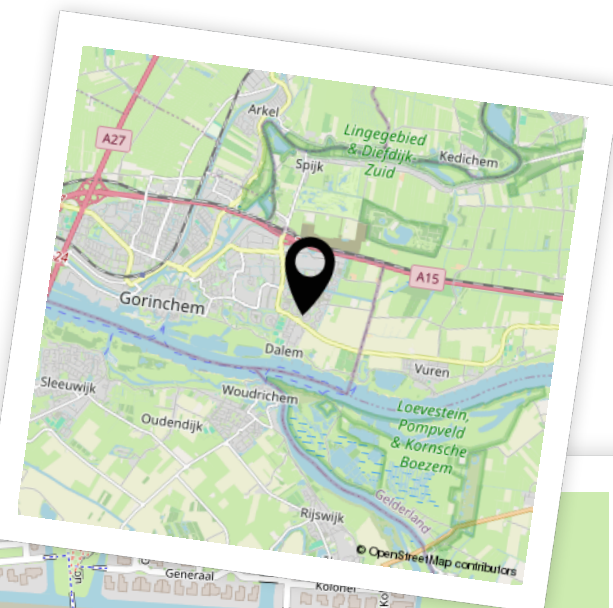 Arkel
A27
Lingegebied
& Diefdijk-
Zuid
Kedichem
Spijk
24
A15
Gorinchem
Dalem
Vuren
Sleeuwijk
Woudrichem
Loevestein,
Pompveld
& Kornsche
Boezem
Oudendijk
Gelderland
Rijswijk
© OpenStreetMap contributors
Generaal
Kolonel